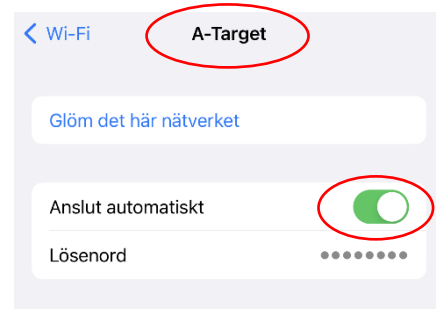 Wi-Fi
A-Target
Glöm det här nätverket
Anslut automatiskt
Lösenord ●●●●●●●●